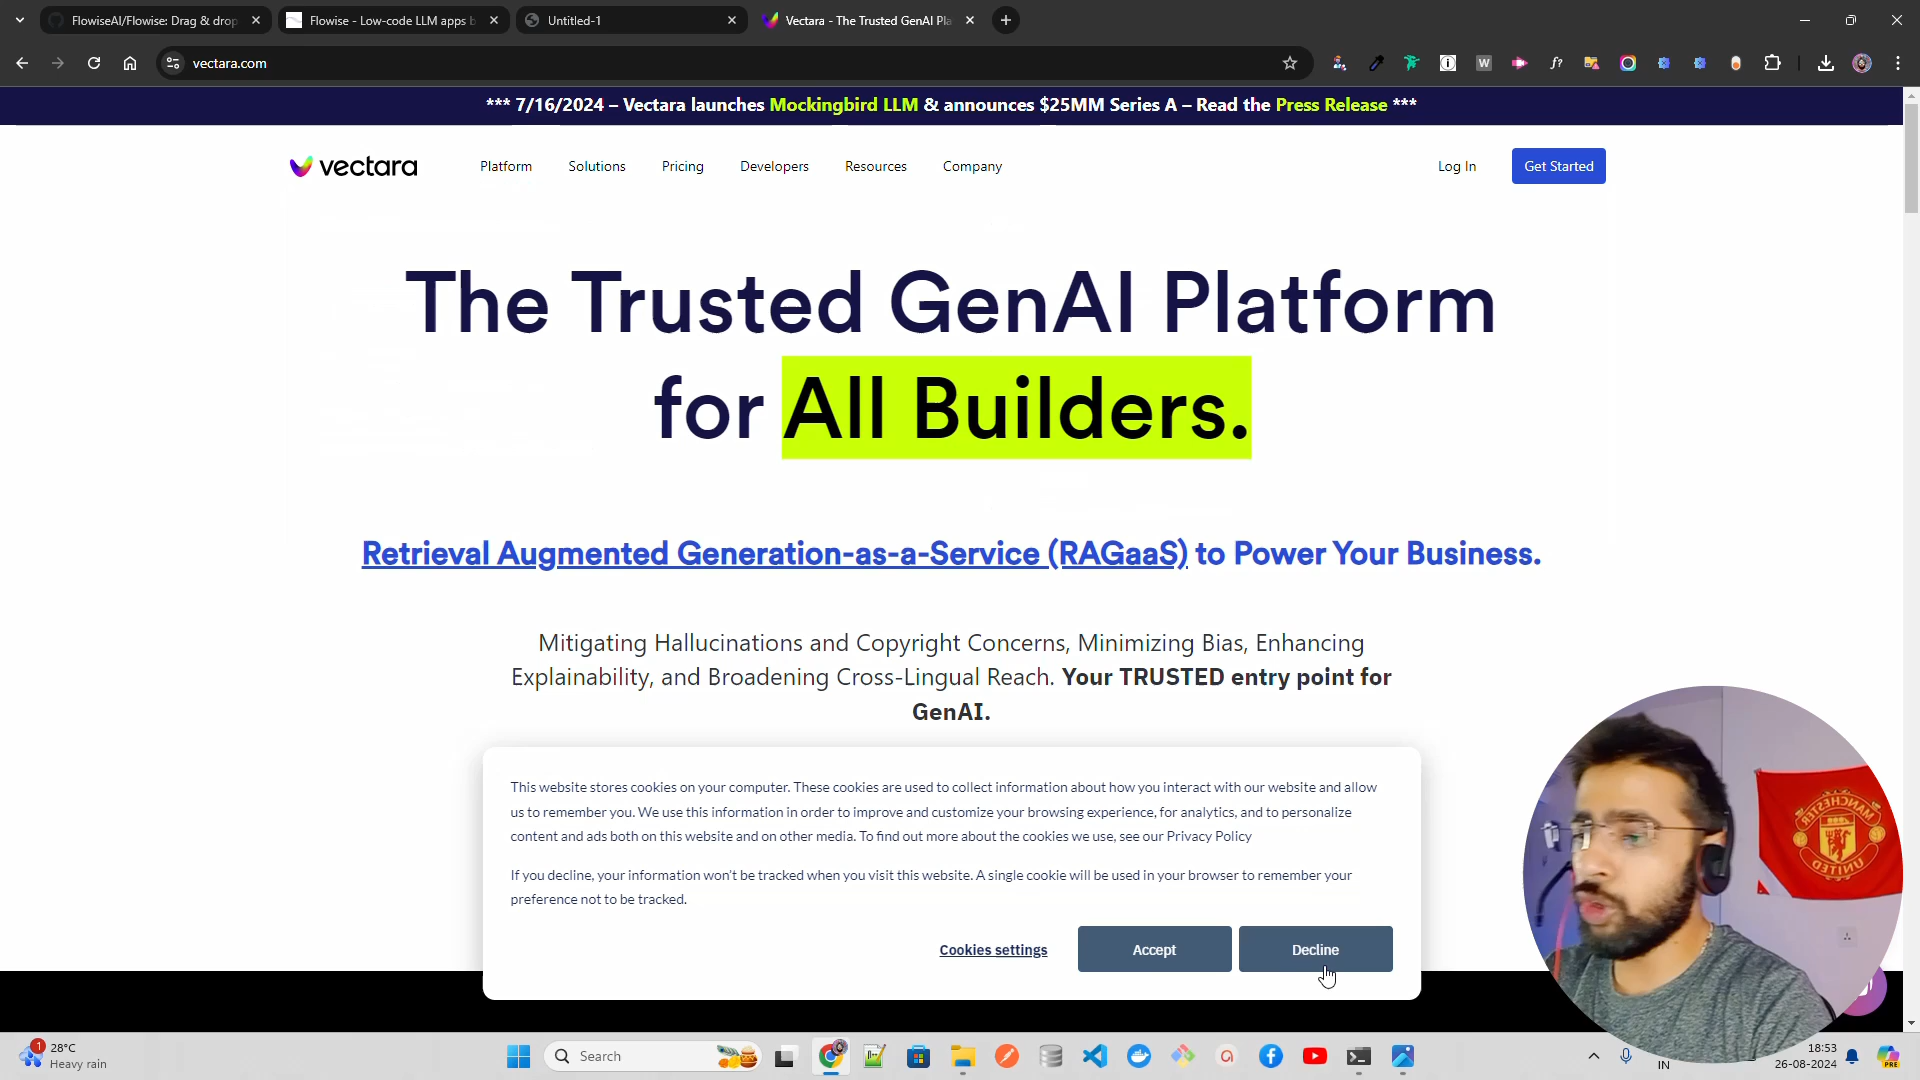 FlowiseAI/Flowise: Drag & drop
Flowise - Low-code LLM apps b
Untitled-1
Vectara - The Trusted GenAI Pla
vectara.com
*** 7/16/2024 – Vectara launches Mockingbird LLM & announces $25MM Series A – Read the Press Release ***
vectara
Platform
Solutions
Pricing
Developers
Resources
Company
Log In
Get Started
The Trusted GenAI Platform
for All Builders.
Retrieval Augmented Generation-as-a-Service (RAGaaS) to Power Your Business.
Mitigating Hallucinations and Copyright Concerns, Minimizing Bias, Enhancing
Explainability, and Broadening Cross-Lingual Reach. Your TRUSTED entry point for
GenAI.
This website stores cookies on your computer. These cookies are used to collect information about how you interact with our website and allow
us to remember you. We use this information in order to improve and customize your browsing experience, for analytics, and to personalize
content and ads both on this website and on other media. To find out more about the cookies we use, see our Privacy Policy
If you decline, your information won't be tracked when you visit this website. A single cookie will be used in your browser to remember your
preference not to be tracked.
Cookies settings
Accept
Decline
MANCHESTER
UNITED
1
28°C
Heavy rain
Search
IN
18:53
26-08-2024
PRE